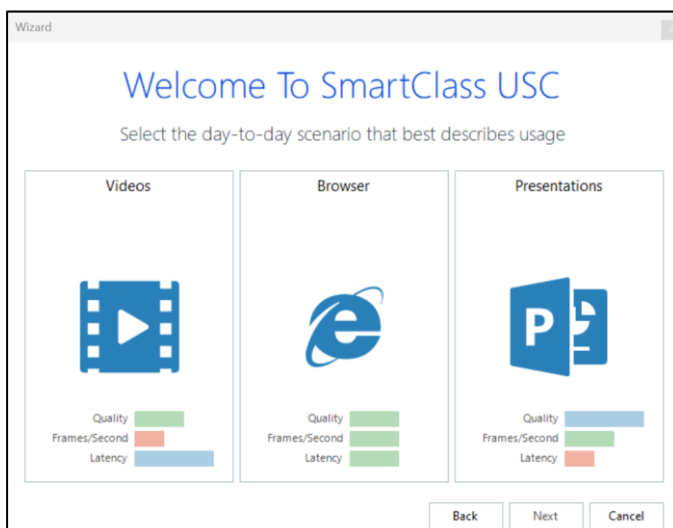 Wizard
Welcome To SmartClass USC
Select the day-to-day scenario that best describes usage
Videos
Quality
Frames/Second
Latency
Browser
Quality
Frames/Second
Latency
Presentations
P
Quality
Frames/Second
Latency
Back Next Cancel